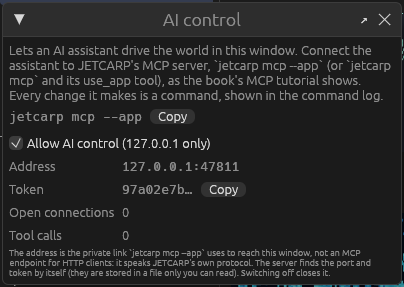 AI control
Lets an AI assistant drive the world in this window. Connect the
assistant to JETCARP's MCP server, `jetcarp mcp --app` (or `jetcarp
mcp` and its use_app tool), as the book's MCP tutorial shows.
Every change it makes is a command, shown in the command log.
jetcarp mcp --app Copy
Allow AI control (127.0.0.1 only)
Address 127.0.0.1:47811
Token 97a02e7b… Copy
Open connections 0
Tool calls 0
The address is the private link `jetcarp mcp --app` uses to reach this window, not an MCP
endpoint for HTTP clients: it speaks JETCARP's own protocol. The server finds the port and
token by itself (they are stored in a file only you can read). Switching off closes it.